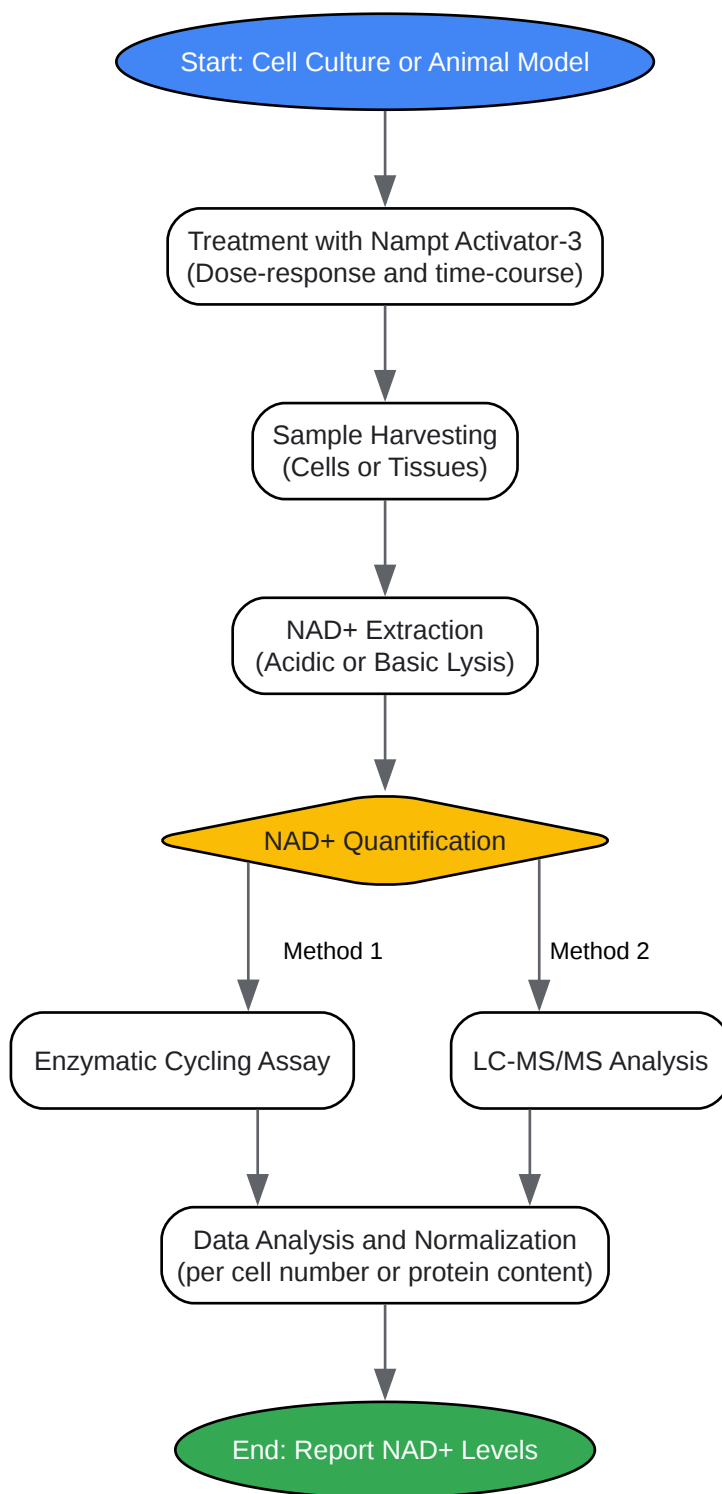 Start: Cell Culture or Animal Model
Treatment with Nampt Activator-3
(Dose-response and time-course)
Sample Harvesting
(Cells or Tissues)
NAD+ Extraction
(Acidic or Basic Lysis)
NAD+ Quantification
Method 1
Method 2
Enzymatic Cycling Assay
LC-MS/MS Analysis
Data Analysis and Normalization
(per cell number or protein content)
End: Report NAD+ Levels